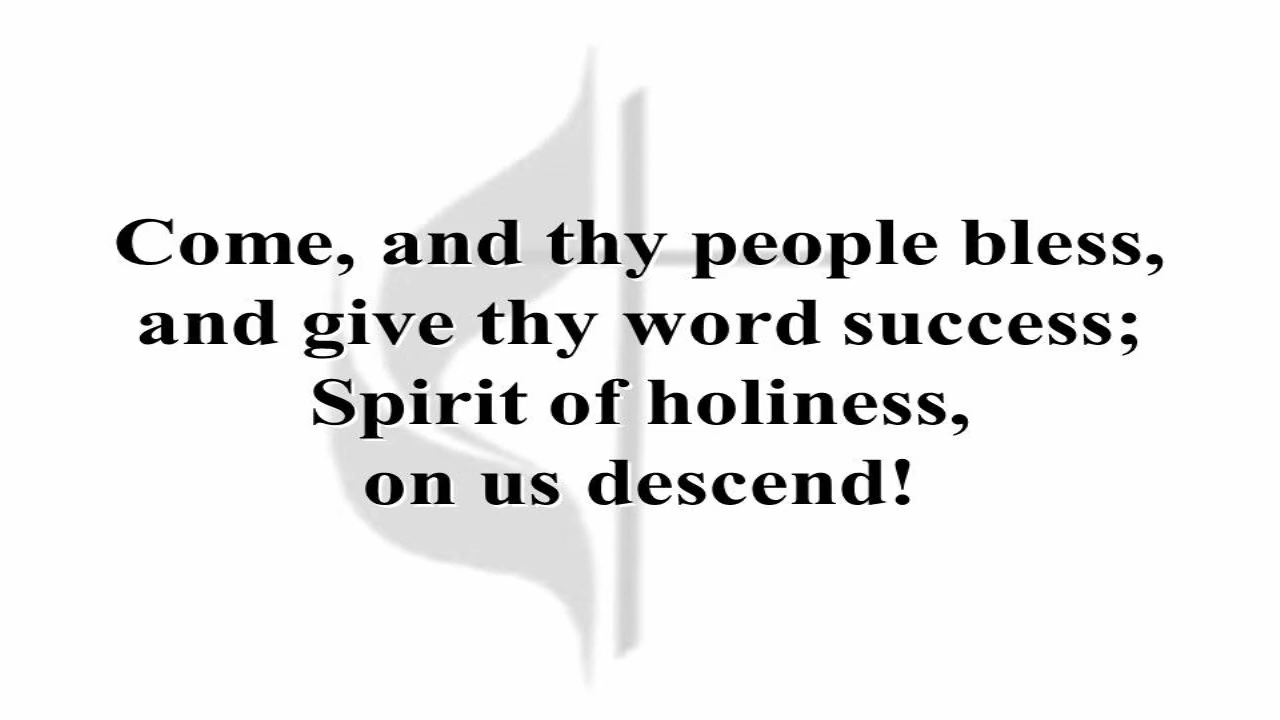 Come, and thy people bless,
and give thy word success;
Spirit of holiness,
on us descend!